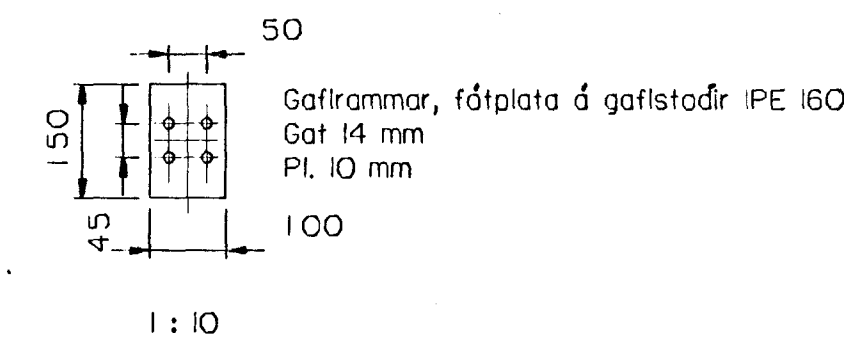 50
Gaflrammar, fótplata á gaflstoðir IPE 160
Gat 14 mm
Pl. 10 mm
150
45
100
1 : 10